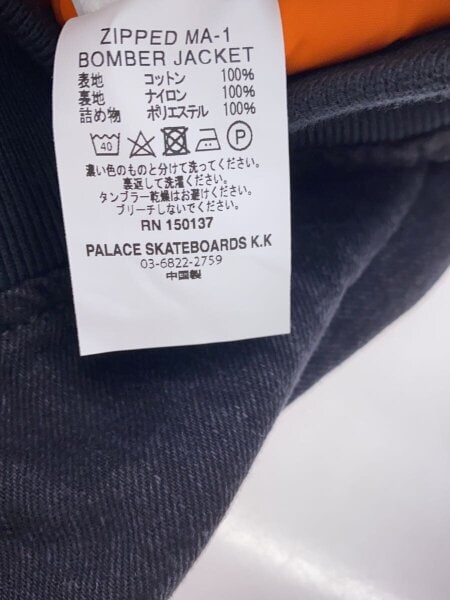 ZIPPED MA-1
BOMBER JACKET
表地 コットン 100%
裏地 ナイロン 100%
詰め物 ポリエステル 100%
40 P
濃い色のものと分けて洗ってください。
裏返して洗濯ください。
タンブラー乾燥はお避けください。
ブリーチしないでください。
RN 150137
PALACE SKATEBOARDS K.K
03-6822-2759
中国製